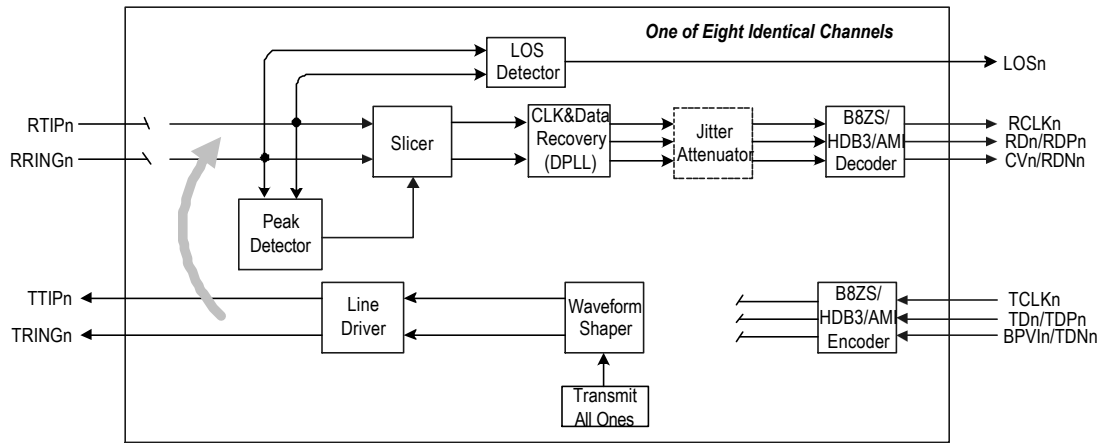 One of Eight Identical Channels
LOS
Detector
LOSn
RTIPn
RRINGn
Slicer
CLK&Data
Recovery
(DPLL)
Jitter
Attenuator
B8ZS/
HDB3/AMI
Decoder
RCLKn
RDn/RDPn
CVn/RDNn
Peak
Detector
TTIPn
TRINGn
Line
Driver
Waveform
Shaper
B8ZS/
HDB3/AMI
Encoder
TCLKn
TDn/TDPn
BPVIn/TDNn
Transmit
All Ones